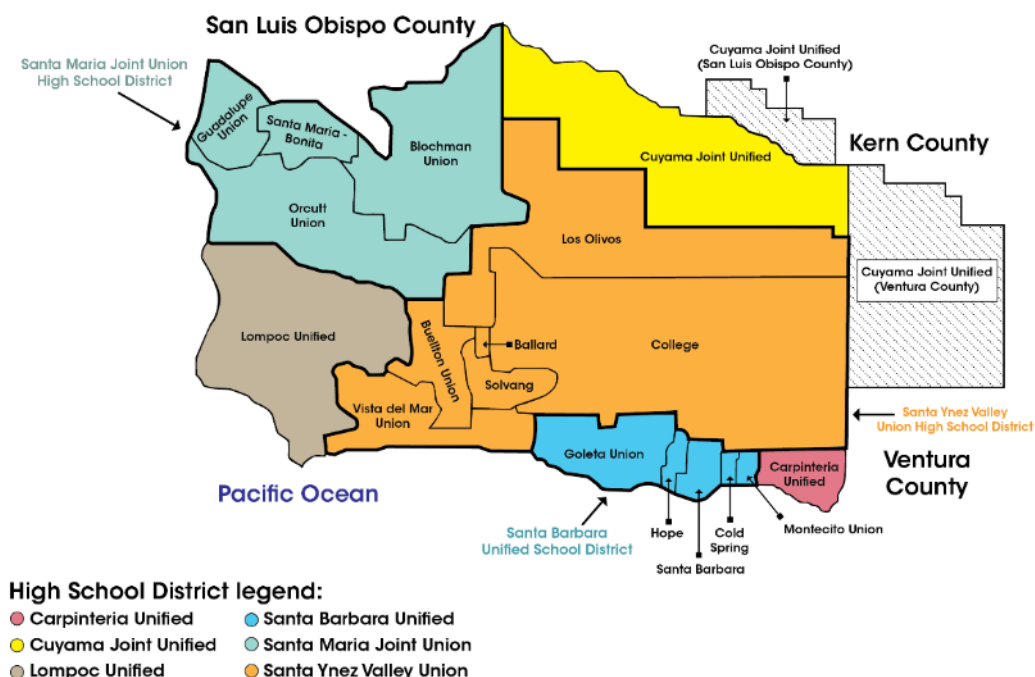 San Luis Obispo County
Santa Maria Joint Union
High School District
Cuyama Joint Unified
(San Luis Obispo County)
Guadalupe
Union
Santa Maria -
Bonita
Blochman
Union
Cuyama Joint Unified
Kern County
Orcutt
Union
Los Olivos
Cuyama Joint Unified
(Ventura County)
Lompoc Unified
Buellton Union
Ballard
College
Solvang
Vista del Mar
Union
Santa Ynez Valley
Union High School District
Goleta Union
Carpinteria
Unified
Ventura
County
Pacific Ocean
Santa Barbara
Unified School District
Hope
Santa Barbara
Cold
Spring
Montecito Union
High School District legend:
Carpinteria Unified
Santa Barbara Unified
Cuyama Joint Unified
Santa Maria Joint Union
Lompoc Unified
Santa Ynez Valley Union